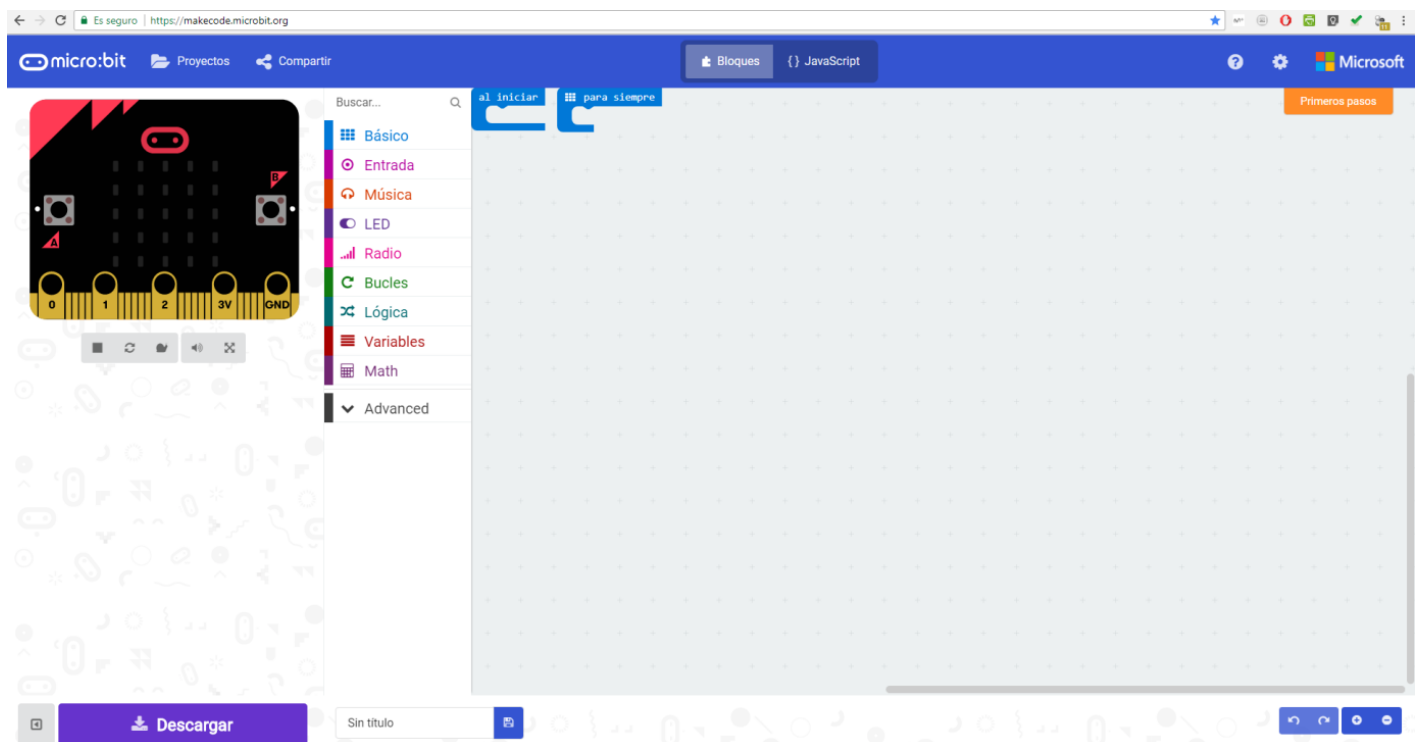 Es seguro | https://makecode.microbit.org
micro:bit Proyectos Compartir Bloques {} JavaScript Microsoft
Buscar...
al iniciar
para siempre
Primeros pasos
Básico
Entrada
Música
LED
Radio
Bucles
Lógica
Variables
Math
Advanced
B
A
0 1 2 3V GND
Descargar
Sin título